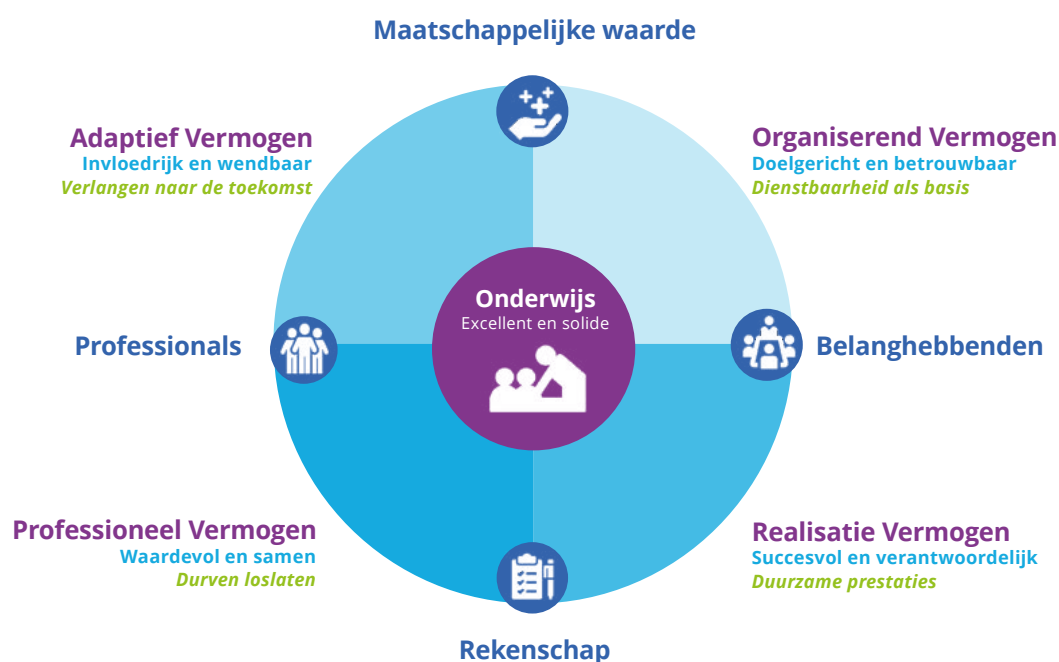 Maatschappelijke waarde
Adaptief Vermogen
Invloedrijk en wendbaar
Verlangen naar de toekomst
Organiserend Vermogen
Doelgericht en betrouwbaar
Dienstbaarheid als basis
Onderwijs
Excellent en solide
Professionals
Belanghebbenden
Professioneel Vermogen
Waardevol en samen
Durven loslaten
Realisatie Vermogen
Succesvol en verantwoordelijk
Duurzame prestaties
Rekenschap